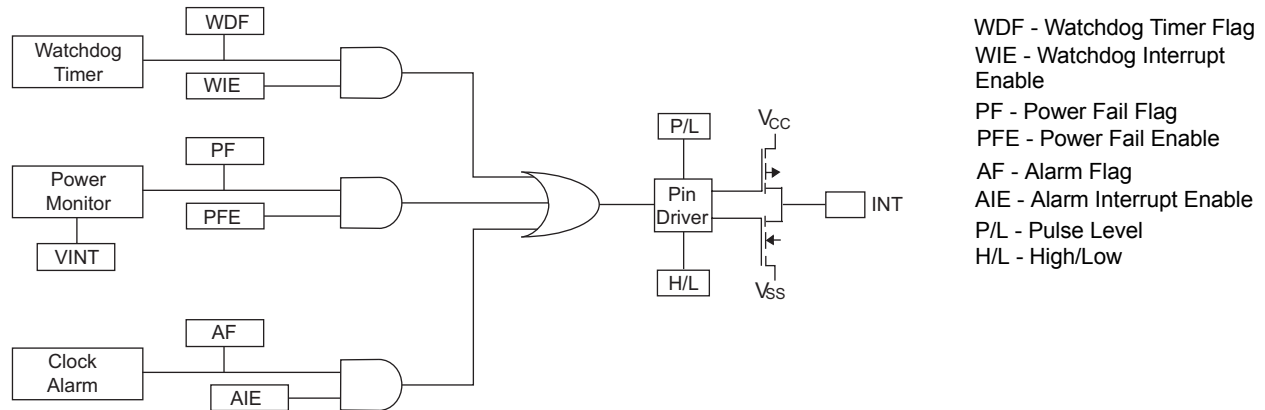 WDF
Watchdog
Timer
WIE
PF
Power
Monitor
PFE
VINT
AF
Clock
Alarm
AIE
P/L
Pin
Driver
H/L
VCC
VSS
INT
WDF - Watchdog Timer Flag
WIE - Watchdog Interrupt
Enable
PF - Power Fail Flag
PFE - Power Fail Enable
AF - Alarm Flag
AIE - Alarm Interrupt Enable
P/L - Pulse Level
H/L - High/Low